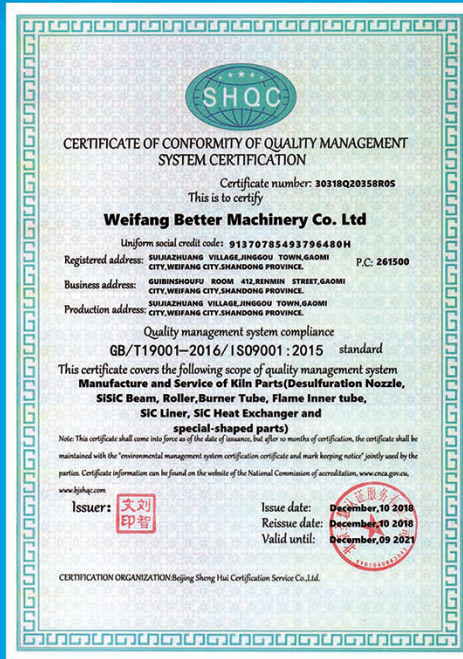 SHQC
CERTIFICATE OF CONFORMITY OF QUALITY MANAGEMENT
SYSTEM CERTIFICATION
Certificate number: 30318Q20358R0S
This is to certify
Weifang Better Machinery Co. Ltd
Uniform social credit code: 91370785493796480H
Registered address: SUIJIAZHUANG VILLAGE,JINGGOU TOWN,GAOMI
CITY,WEIFANG CITY.SHANDONG PROVINCE.
P.C: 261500
Business address: GUIBINSHOUFU ROOM 412,RENMIN STREET,GAOMI
CITY,WEIFANG CITY.SHANDONG PROVINCE.
Production address: SUIJIAZHUANG VILLAGE,JINGGOU TOWN,GAOMI
CITY,WEIFANG CITY.SHANDONG PROVINCE.
Quality management system compliance
GB/T19001—2016/ISO9001:2015 standard
This certificate covers the following scope of quality management system
Manufacture and Service of Kiln Parts(Desulfuration Nozzle,
SiSiC Beam, Roller,Burner Tube, Flame Inner tube,
SiC Liner, SiC Heat Exchanger and
special-shaped parts)
Note: This certificate shall come into force as of the date of issuance, but after 10 months of certification, the certificate shall be
maintained with the "environmental management system certification certificate and mark keeping notice" jointly used by the
parties. Certificate information can be found on the website of the National Commission of accreditation, www.cnca.gov.cn,
www.bjshqc.com
Issuer: 文刘
印智
Issue date: December,10 2018
Reissue date: December,10 2018
Valid until: December,09 2021
CERTIFICATION ORGANIZATION:Beijing Sheng Hui Certification Service Co.,Ltd.